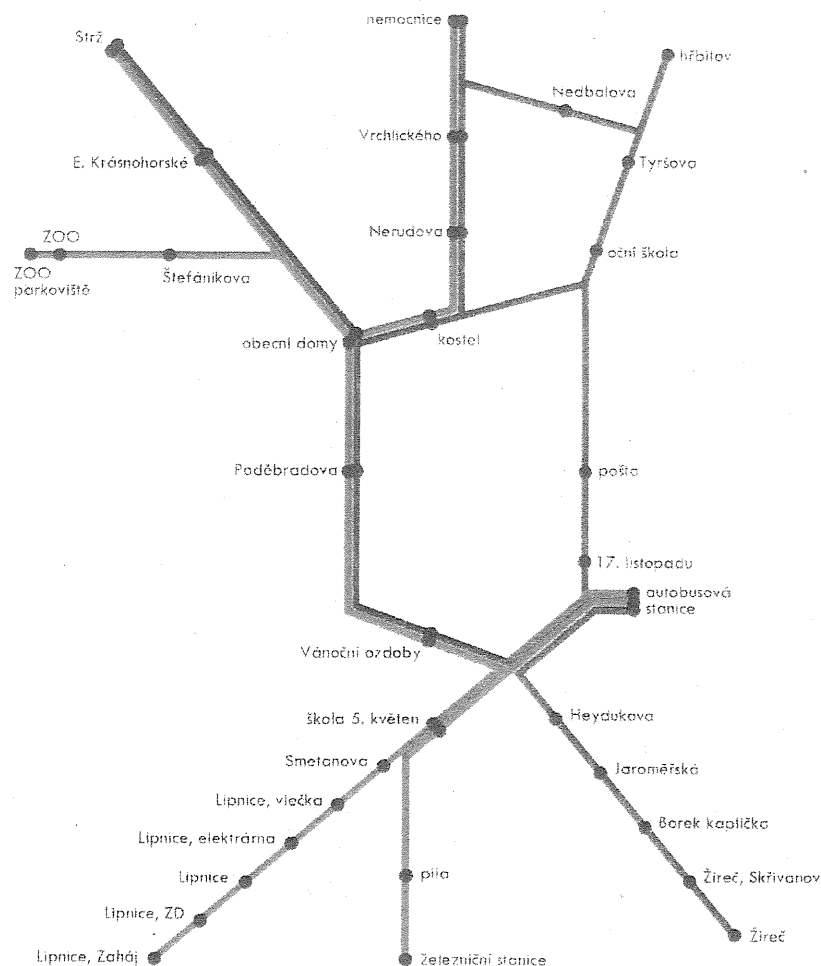 nemocnice
Strž
hřbitov
Nedbalova
Vrchlického
E. Krásnohorské
Tyršova
Nerudova
ZOO
oční škola
ZOO
parkoviště
Štefánikova
kostel
obecní domy
Poděbradova
pošta
17. listopadu
autobusová
stanice
Vánoční ozdoby
škola 5. květen
Heydukova
Smetanova
Jaroměřská
Lipnice, vlečka
Borek kaplička
Lipnice, elektrárna
Lipnice
pila
Žireč, Skřivanov
Lipnice, ZD
Žireč
Lipnice, Zaháj
železniční stanice